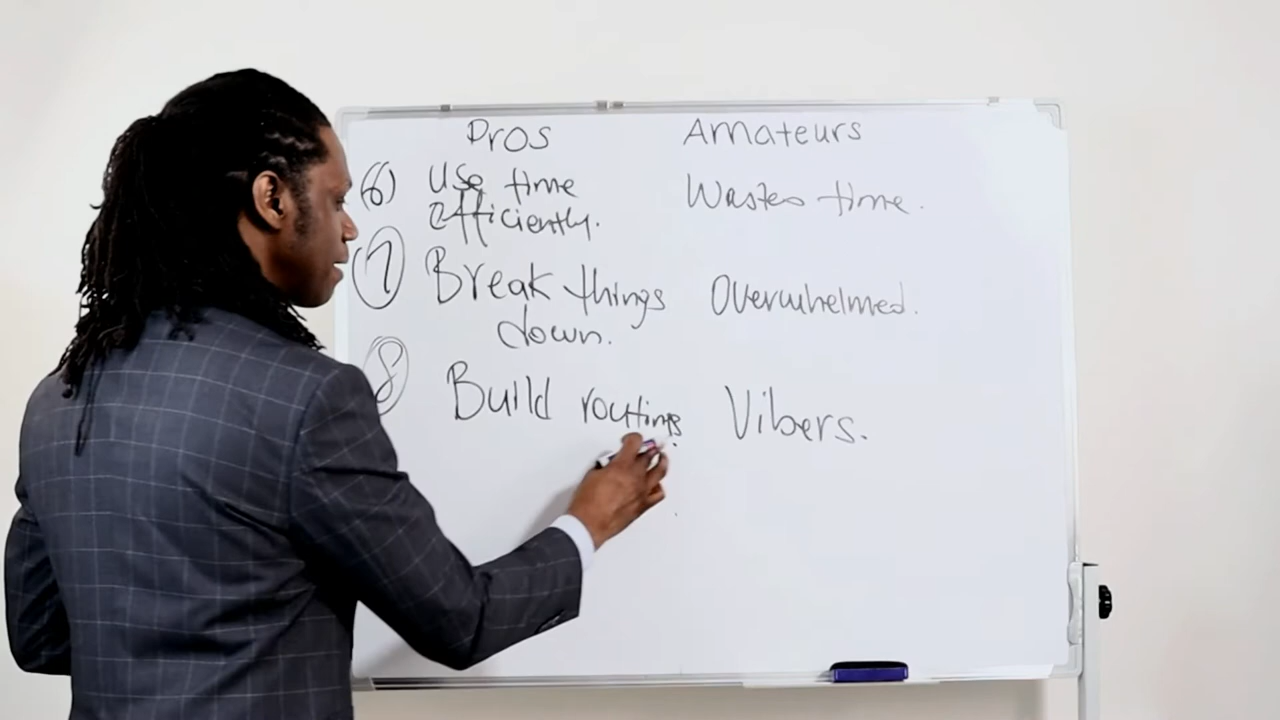 Pros Amateurs
(6) Use time Wastes time.
efficiently.
(7) Break things Overwhelmed.
down.
8 Build routines Vibers.